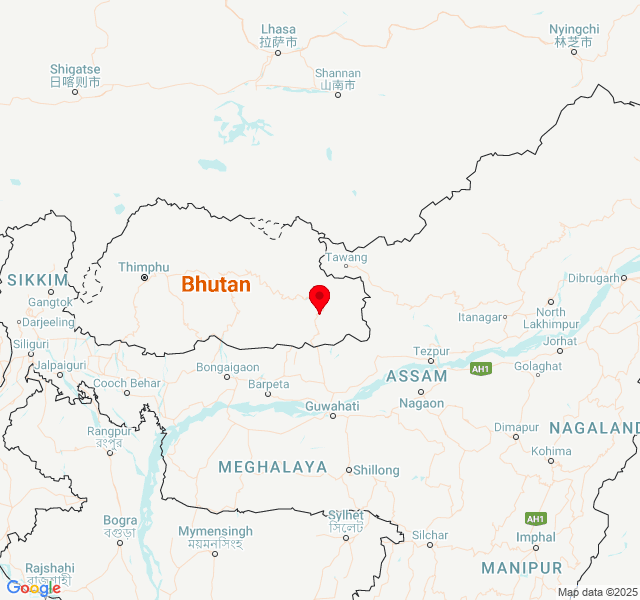 Lhasa
拉萨市
Nyingchi
林芝市
Shigatse
日喀则市
Shannan
山南市
Tawang
Thimphu
Bhutan
SIKKIM
Gangtok
Dibrugarh
Darjeeling
North
Lakhimpur
Itanagar
Siliguri
Jorhat
Jalpaiguri
Tezpur
Golaghat
Bongaigaon
ASSAM
AH1
Cooch Behar
Barpeta
Nagaon
Guwahati
Rangpur
রংপুর
Dimapur
NAGALAND
Kohima
MEGHALAYA
Shillong
Bogra
বগুড়া
Sylhet
সিলেট
AH1
Mymensingh
ময়মনসিংহ
Silchar
Imphal
Rajshahi
রাজশাহী
MANIPUR
Google
Map data ©2025